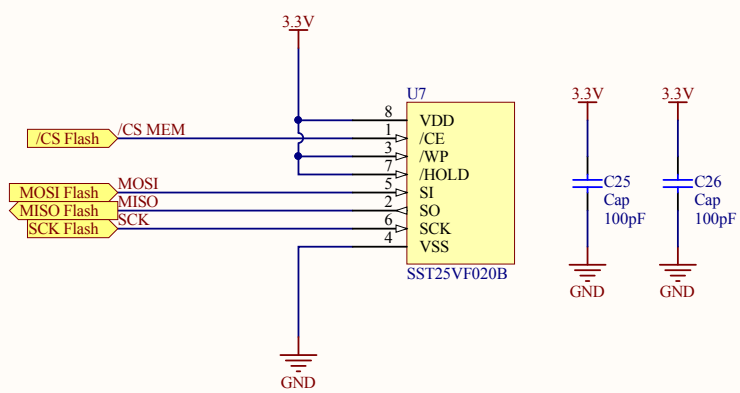 3.3V
U7
3.3V
3.3V
8
VDD
/CS Flash
/CS MEM
1
/CE
3
/WP
7
/HOLD
C25
Cap
100pF
C26
Cap
100pF
MOSI Flash
MOSI
5
SI
MISO Flash
MISO
2
SO
SCK Flash
SCK
6
SCK
4
VSS
SST25VF020B
GND
GND
GND